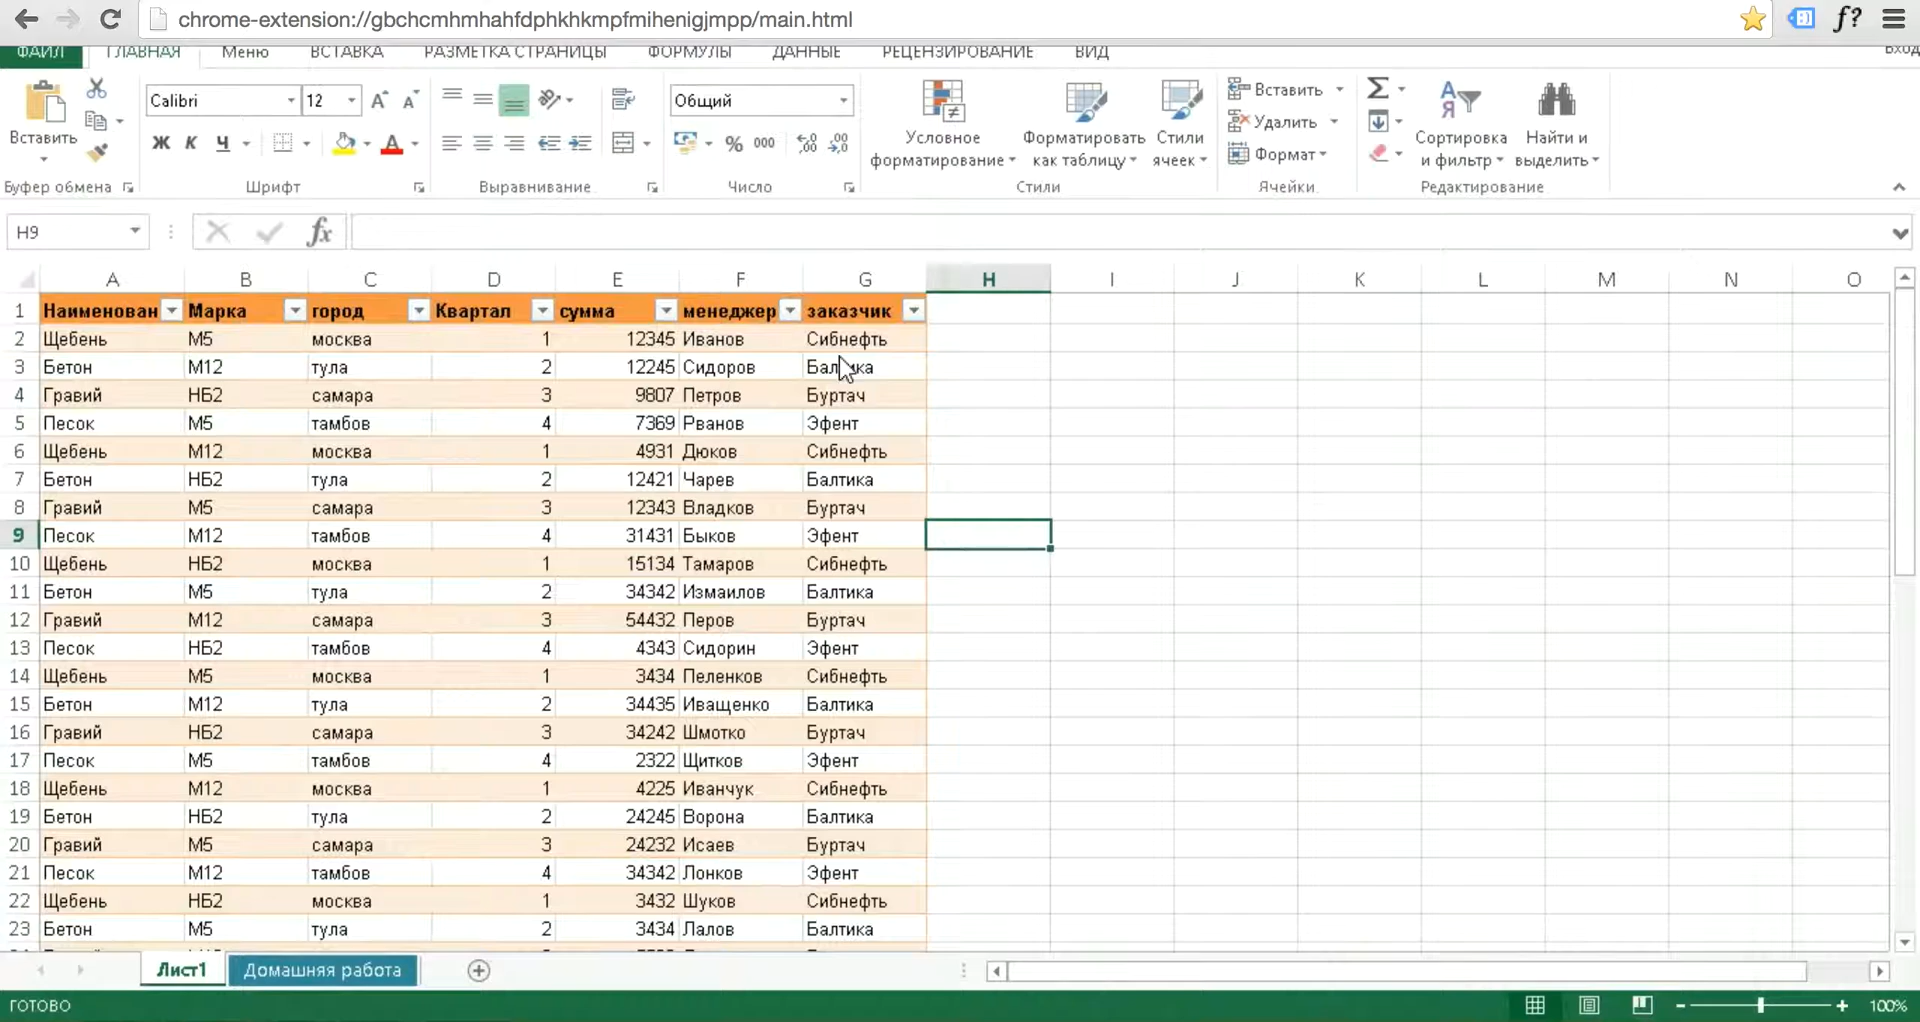 chrome-extension://gbchcmhmhahfdphkhkmpfmihenigjmpp/main.html
f?
ФАЙЛ ГЛАВНАЯ Меню ВСТАВКА РАЗМЕТКА СТРАНИЦЫ ФОРМУЛЫ ДАННЫЕ РЕЦЕНЗИРОВАНИЕ ВИД Вход
Calibri 12 Общий
Вставить
Ж К Ч А
% 000
Условное форматирование
Форматировать как таблицу
Стили ячеек
Вставить
Удалить
Формат
Сортировка и фильтр
Найти и выделить
Буфер обмена Шрифт Выравнивание Число Стили Ячейки Редактирование
H9 fx
A B C D E F G H I J K L M N O
1 Наименован Марка город Квартал сумма менеджер заказчик
2 Щебень М5 москва 1 12345 Иванов Сибнефть
3 Бетон М12 тула 2 12245 Сидоров Балтика
4 Гравий НБ2 самара 3 9807 Петров Буртач
5 Песок М5 тамбов 4 7369 Рванов Эфент
6 Щебень М12 москва 1 4931 Дюков Сибнефть
7 Бетон НБ2 тула 2 12421 Чарев Балтика
8 Гравий М5 самара 3 12343 Владков Буртач
9 Песок М12 тамбов 4 31431 Быков Эфент
10 Щебень НБ2 москва 1 15134 Тамаров Сибнефть
11 Бетон М5 тула 2 34342 Измаилов Балтика
12 Гравий М12 самара 3 54432 Перов Буртач
13 Песок НБ2 тамбов 4 4343 Сидорин Эфент
14 Щебень М5 москва 1 3434 Пеленков Сибнефть
15 Бетон М12 тула 2 34435 Иващенко Балтика
16 Гравий НБ2 самара 3 34242 Шмотко Буртач
17 Песок М5 тамбов 4 2322 Щитков Эфент
18 Щебень М12 москва 1 4225 Иванчук Сибнефть
19 Бетон НБ2 тула 2 24245 Ворона Балтика
20 Гравий М5 самара 3 24232 Исаев Буртач
21 Песок М12 тамбов 4 34342 Лонков Эфент
22 Щебень НБ2 москва 1 3432 Шуков Сибнефть
23 Бетон М5 тула 2 3434 Лалов Балтика
Лист1 Домашняя работа
ГОТОВО 100%